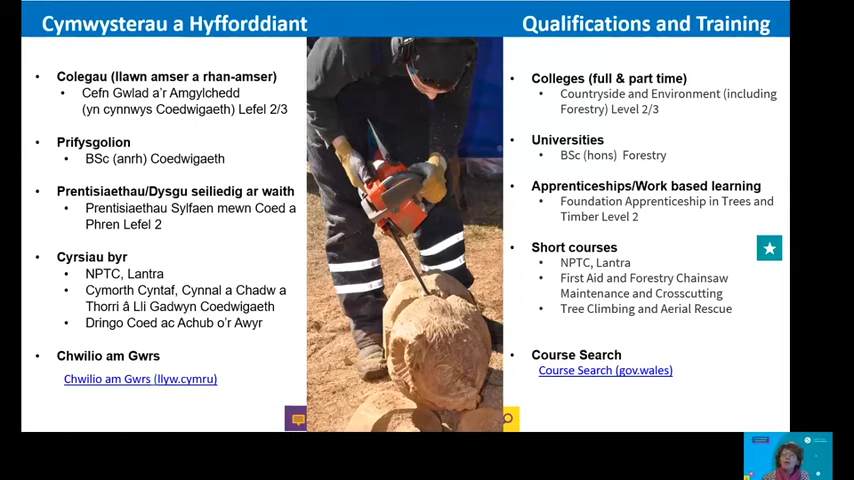 Cymwysterau a Hyfforddiant
Colegau (llawn amser a rhan-amser)
Cefn Gwlad a'r Amgylchedd
(yn cynnwys Coedwigaeth) Lefel 2/3
Prifysgolion
BSc (anrh) Coedwigaeth
Prentisiaethau/Dysgu seiliedig ar waith
Prentisiaethau Sylfaen mewn Coed a
Phren Lefel 2
Cyrsiau byr
NPTC, Lantra
Cymorth Cyntaf, Cynnal a Chadw a
Thorri â Lli Gadwyn Coedwigaeth
Dringo Coed ac Achub o'r Awyr
Chwilio am Gwrs
Chwilio am Gwrs (llyw.cymru)
Qualifications and Training
Colleges (full & part time)
Countryside and Environment (including
Forestry) Level 2/3
Universities
BSc (hons) Forestry
Apprenticeships/Work based learning
Foundation Apprenticeship in Trees and
Timber Level 2
Short courses
NPTC, Lantra
First Aid and Forestry Chainsaw
Maintenance and Crosscutting
Tree Climbing and Aerial Rescue
Course Search
Course Search (gov.wales)